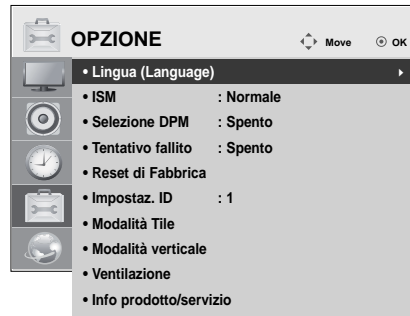 OPZIONE Move OK
• Lingua (Language)
• ISM : Normale
• Selezione DPM : Spento
• Tentativo fallito : Spento
• Reset di Fabbrica
• Impostaz. ID : 1
• Modalità Tile
• Modalità verticale
• Ventilazione
• Info prodotto/servizio